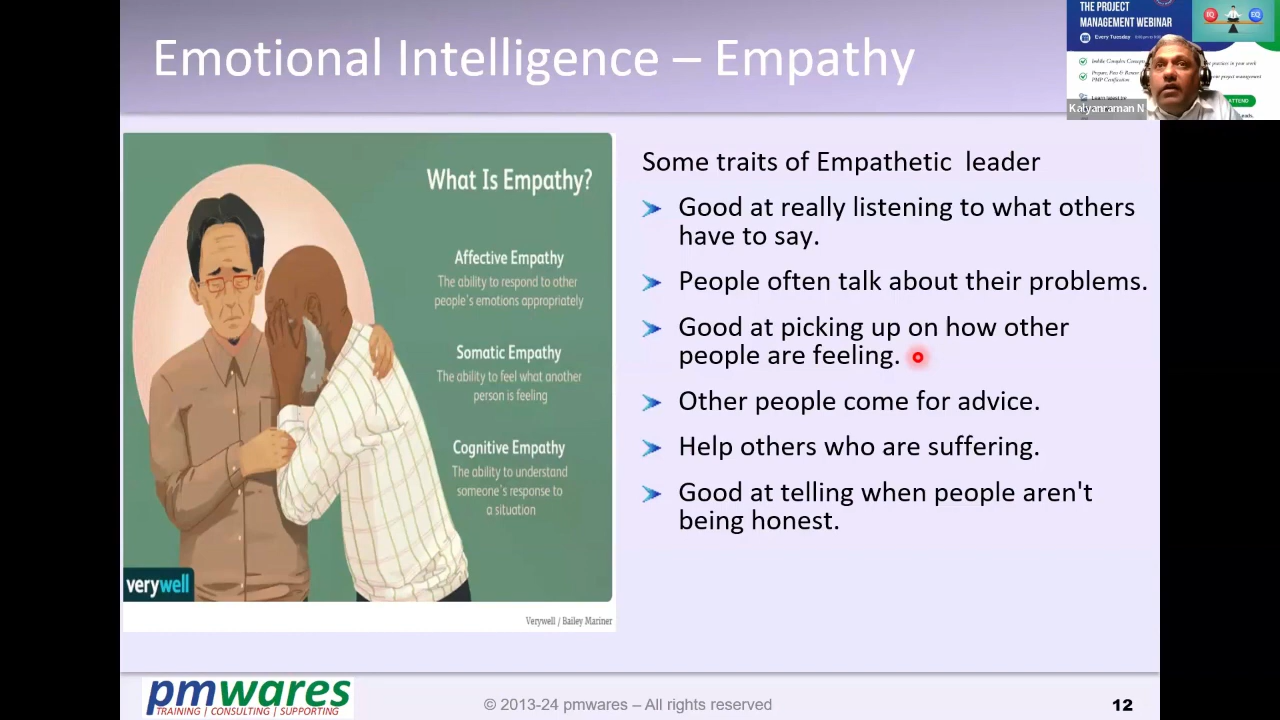 Emotional Intelligence – Empathy
THE PROJECT
MANAGEMENT WEBINAR
Every Tuesday
EQ
Kalyanraman N
ATTEND
What Is Empathy?
Affective Empathy
The ability to respond to other
people's emotions appropriately
Somatic Empathy
The ability to feel what another
person is feeling
Cognitive Empathy
The ability to understand
someone's response to
a situation
verywell
Verywell / Bailey Mariner
Some traits of Empathetic leader
Good at really listening to what others
have to say.
People often talk about their problems.
Good at picking up on how other
people are feeling.
Other people come for advice.
Help others who are suffering.
Good at telling when people aren't
being honest.
pmwares
TRAINING | CONSULTING | SUPPORTING
© 2013-24 pmwares – All rights reserved
12